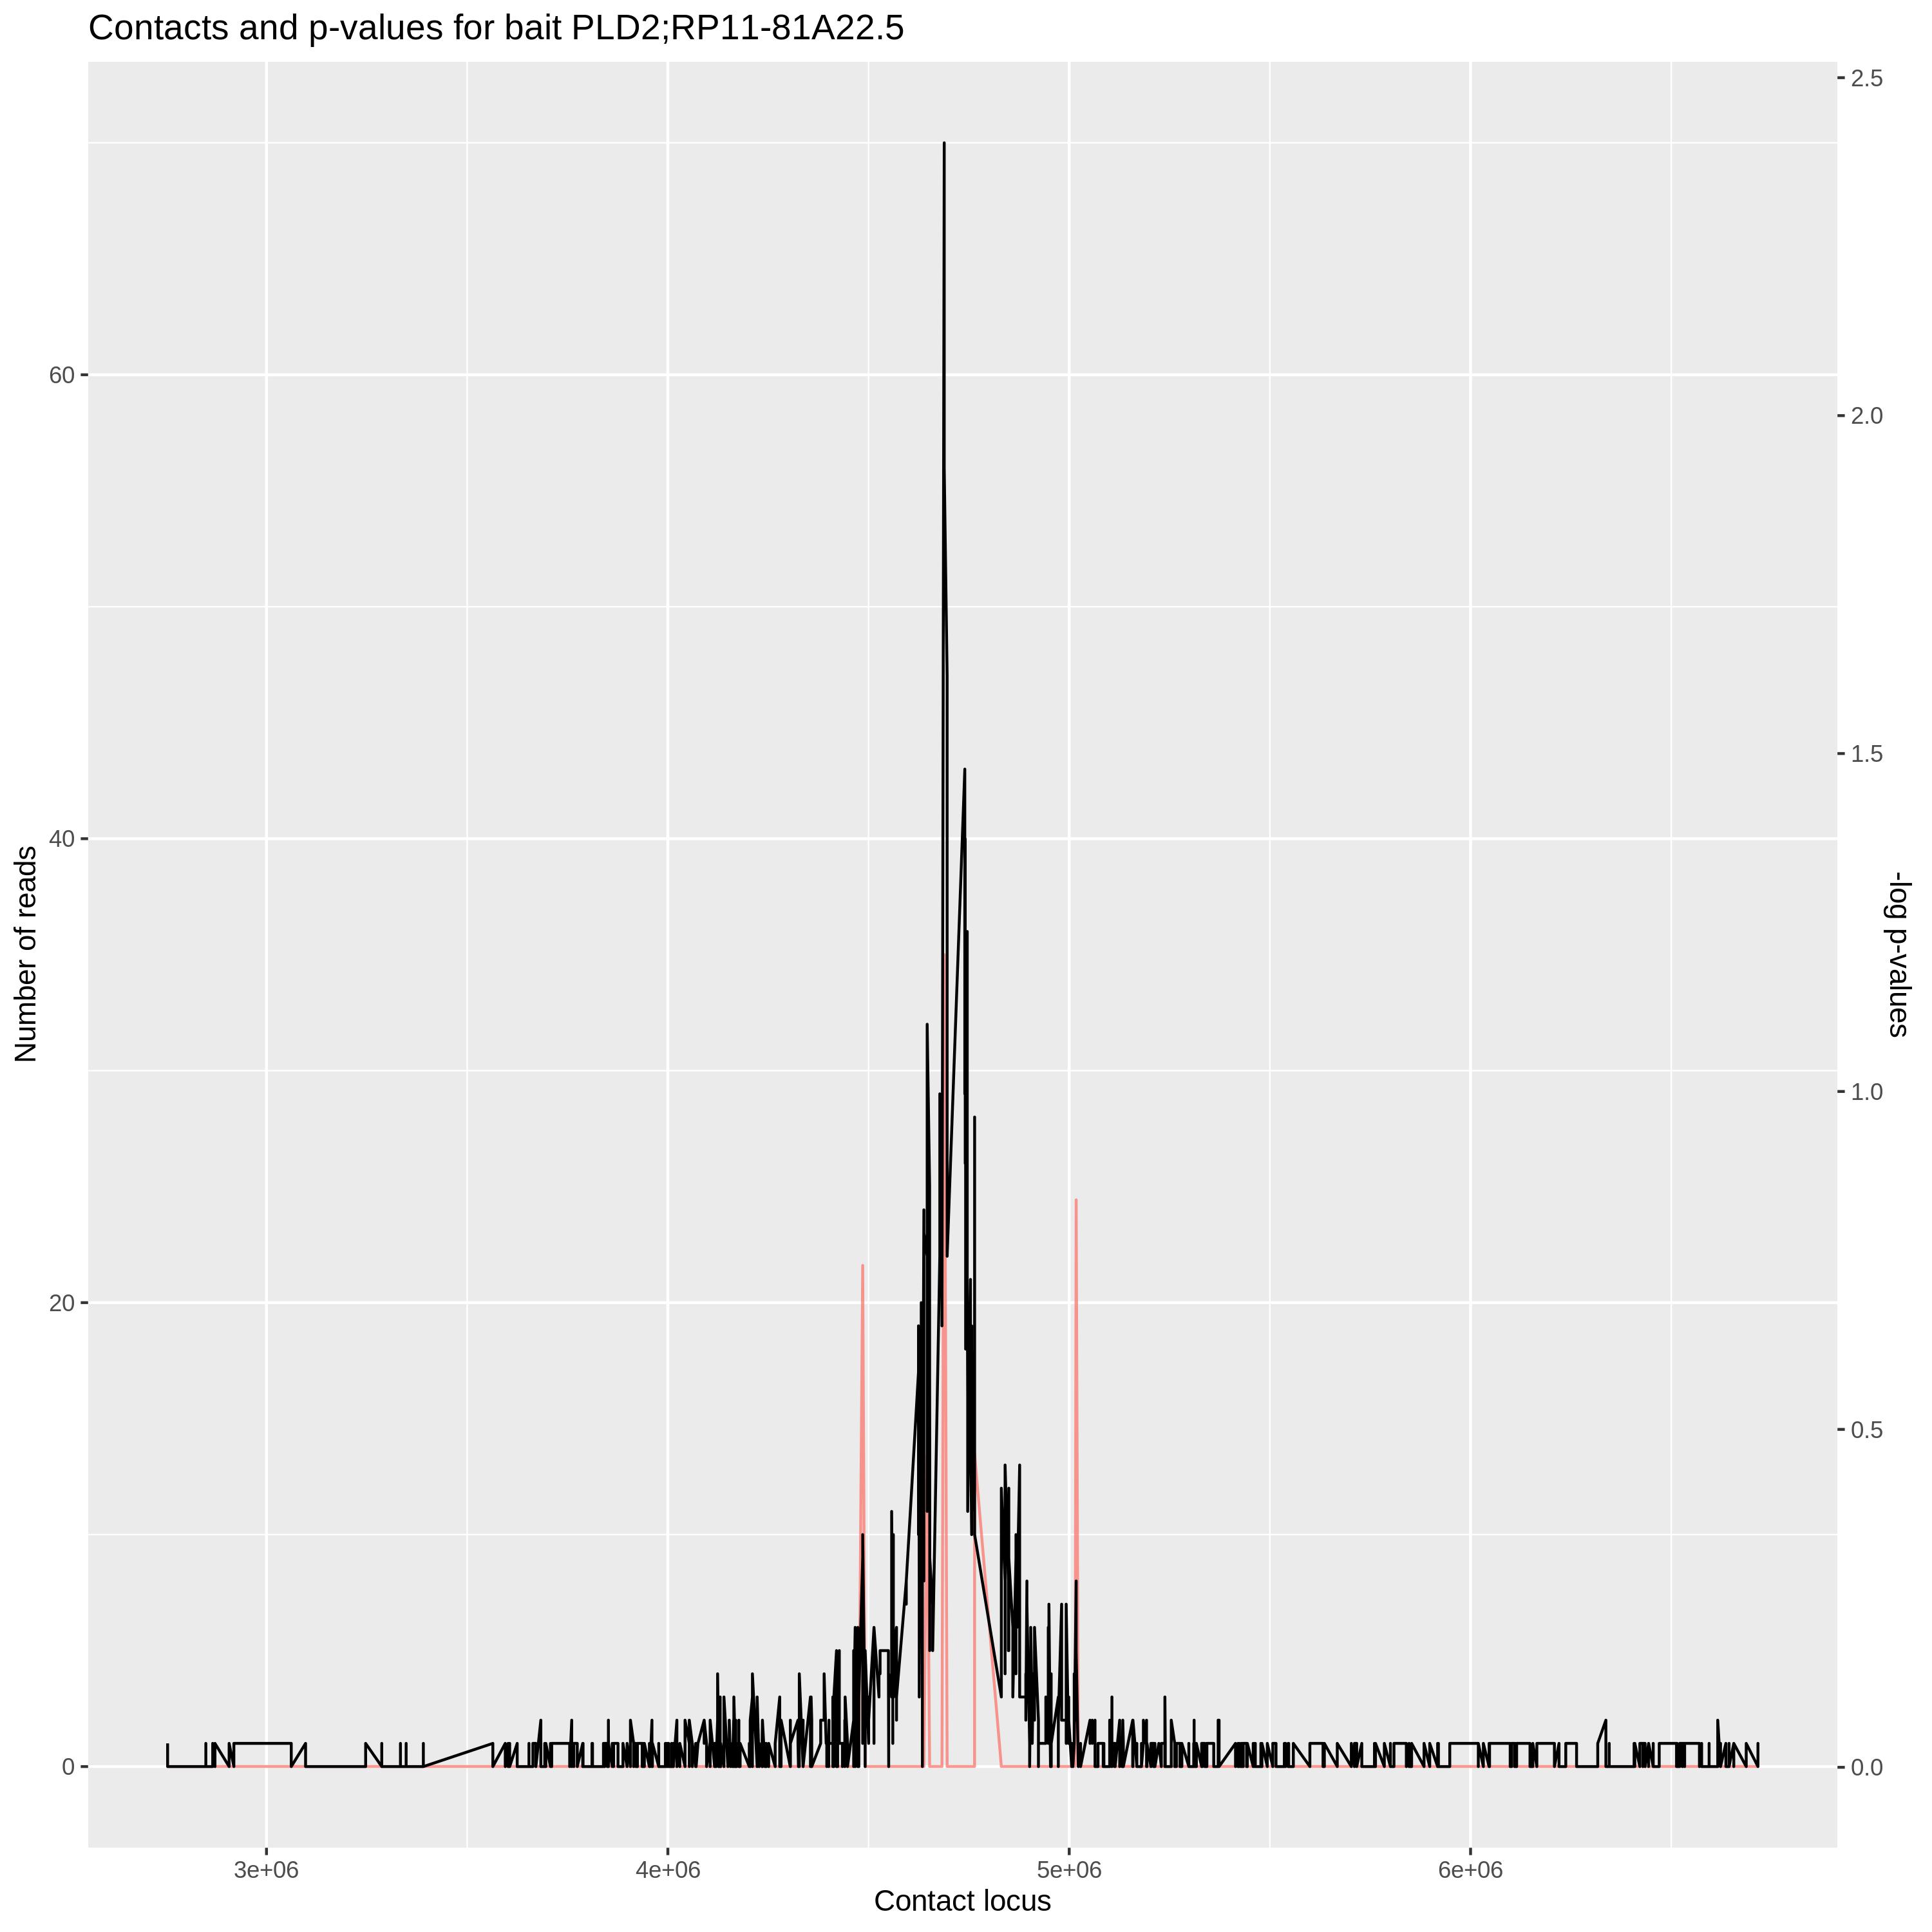 Contacts and p-values for bait PLD2;RP11-81A22.5
Number of reads
60
40
20
0
2.5
2.0
1.5
1.0
0.5
0.0
-log p-values
3e+06 4e+06 5e+06 6e+06
Contact locus